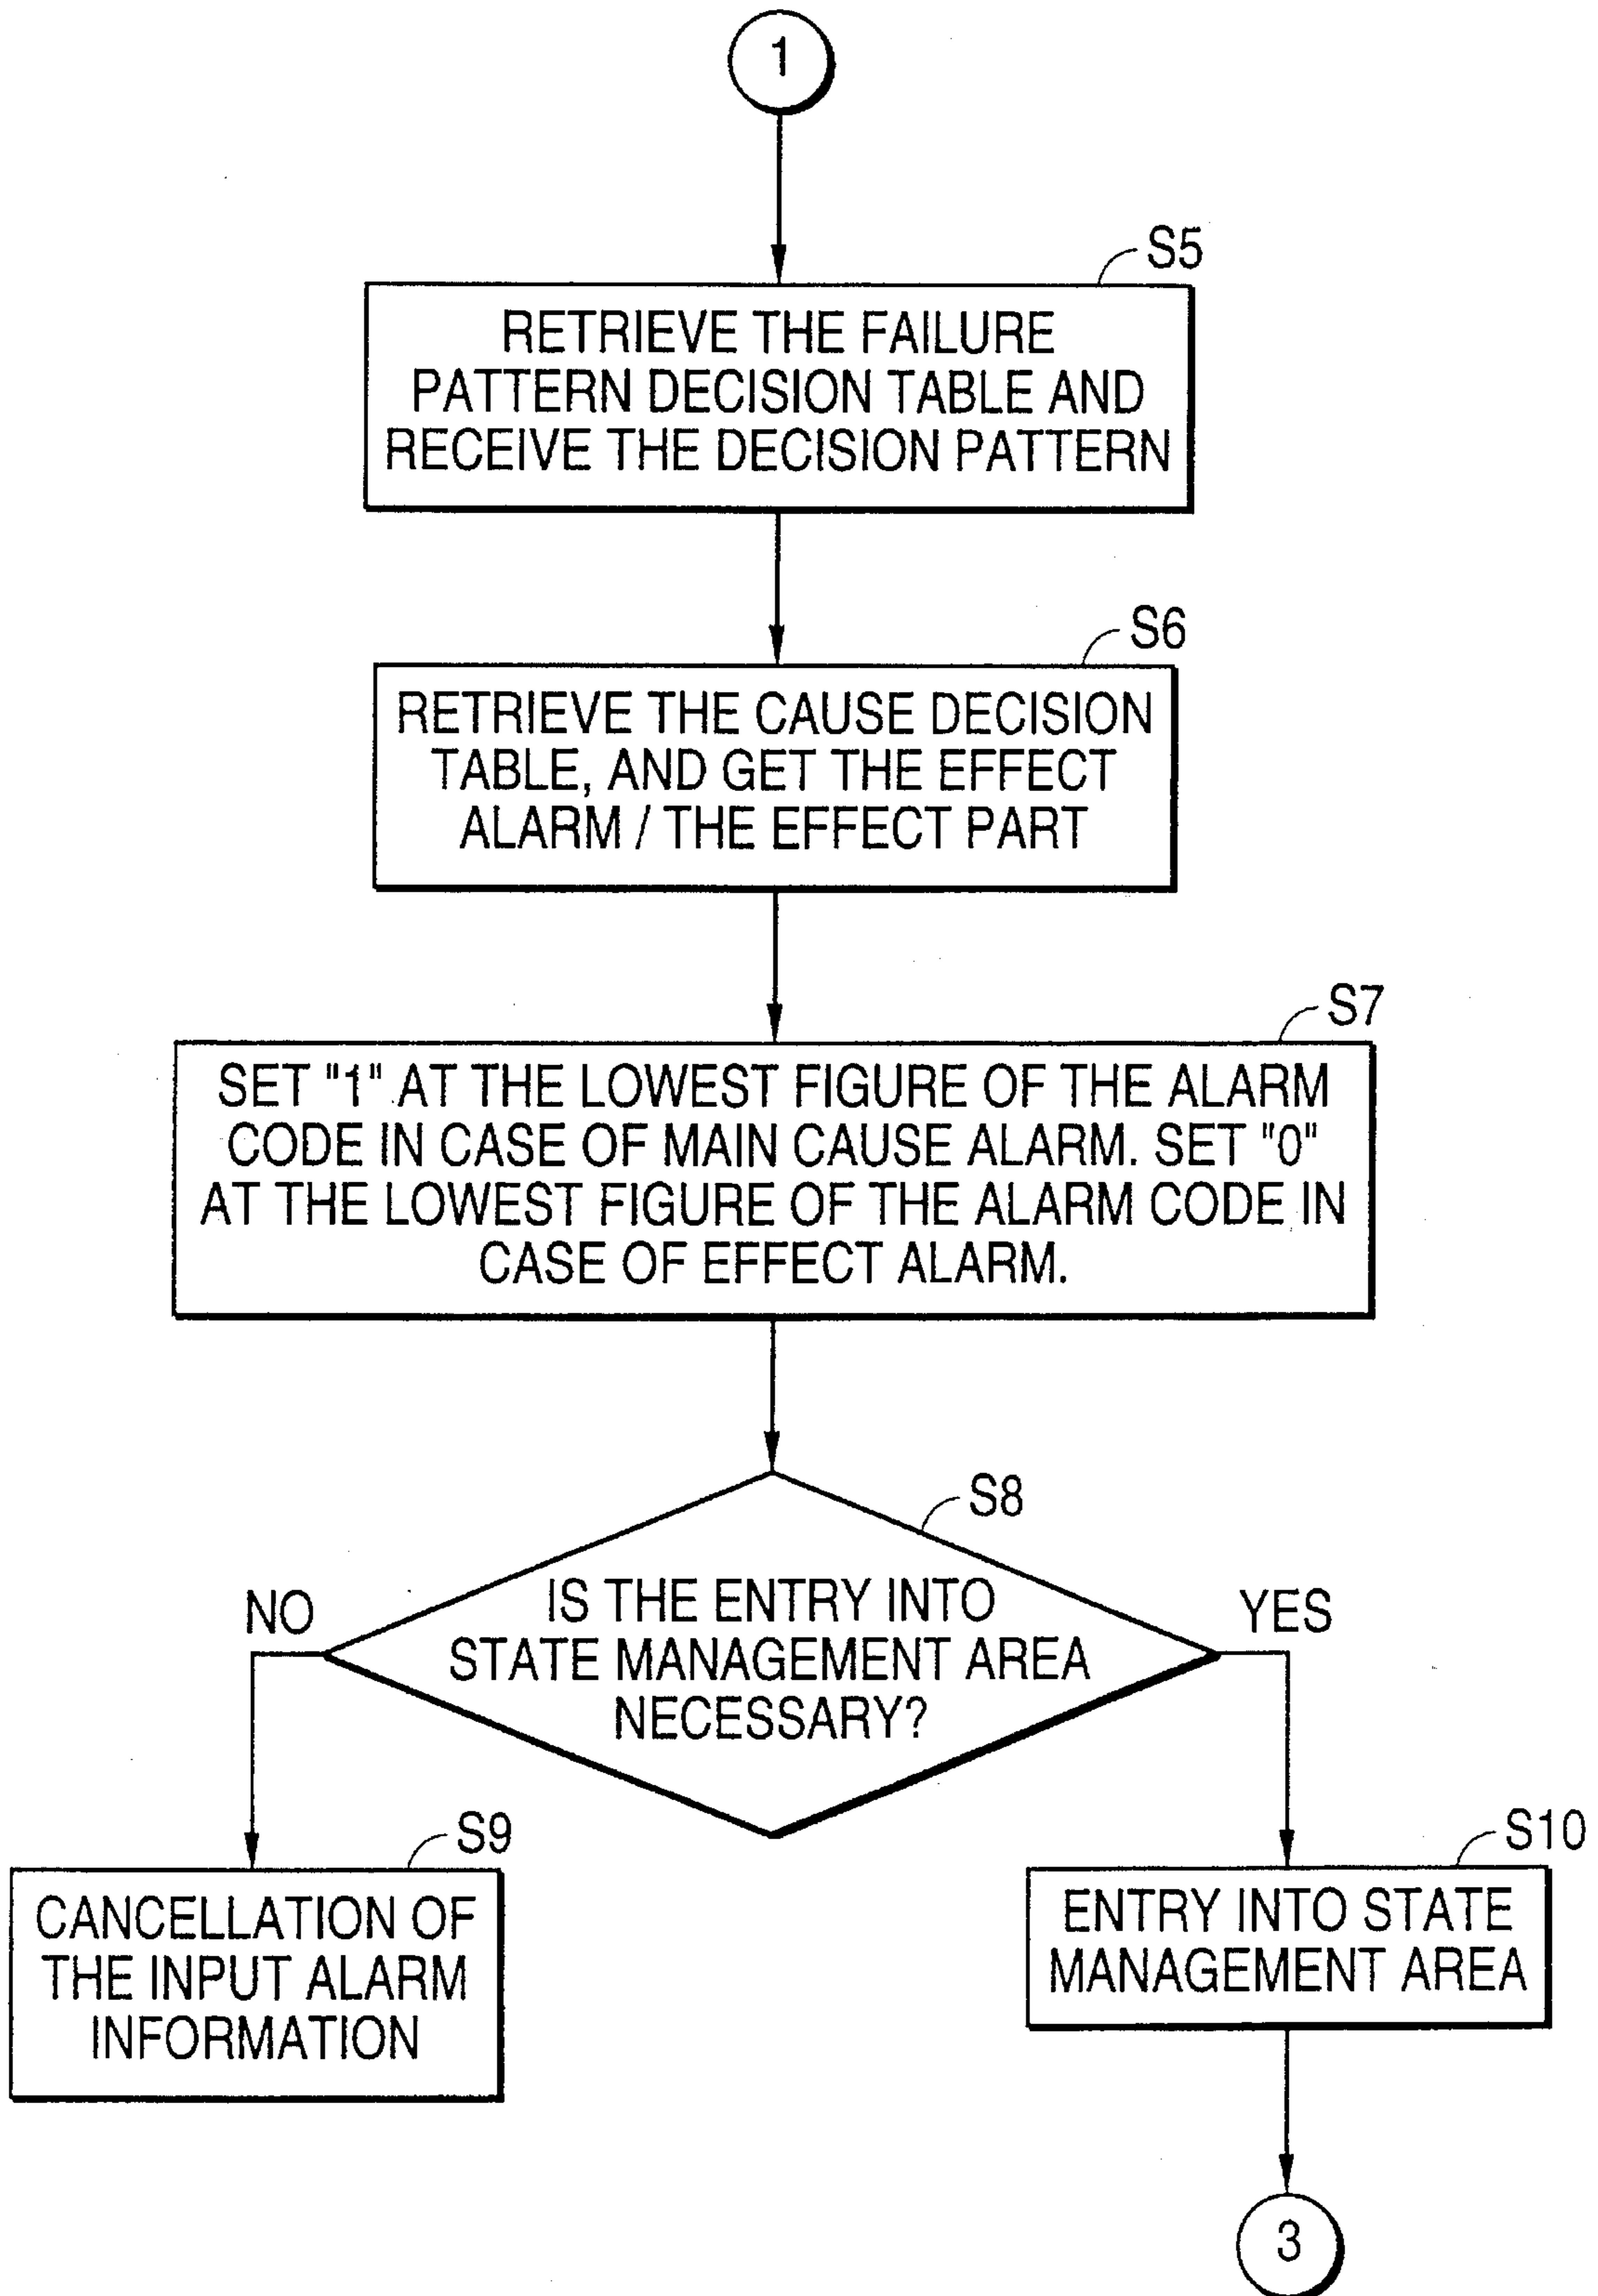 1
S5
RETRIEVE THE FAILURE
PATTERN DECISION TABLE AND
RECEIVE THE DECISION PATTERN
S6
RETRIEVE THE CAUSE DECISION
TABLE, AND GET THE EFFECT
ALARM / THE EFFECT PART
S7
SET "1" AT THE LOWEST FIGURE OF THE ALARM
CODE IN CASE OF MAIN CAUSE ALARM. SET "0"
AT THE LOWEST FIGURE OF THE ALARM CODE IN
CASE OF EFFECT ALARM.
S8
IS THE ENTRY INTO
STATE MANAGEMENT AREA
NECESSARY?
NO
YES
S9
CANCELLATION OF
THE INPUT ALARM
INFORMATION
S10
ENTRY INTO STATE
MANAGEMENT AREA
3